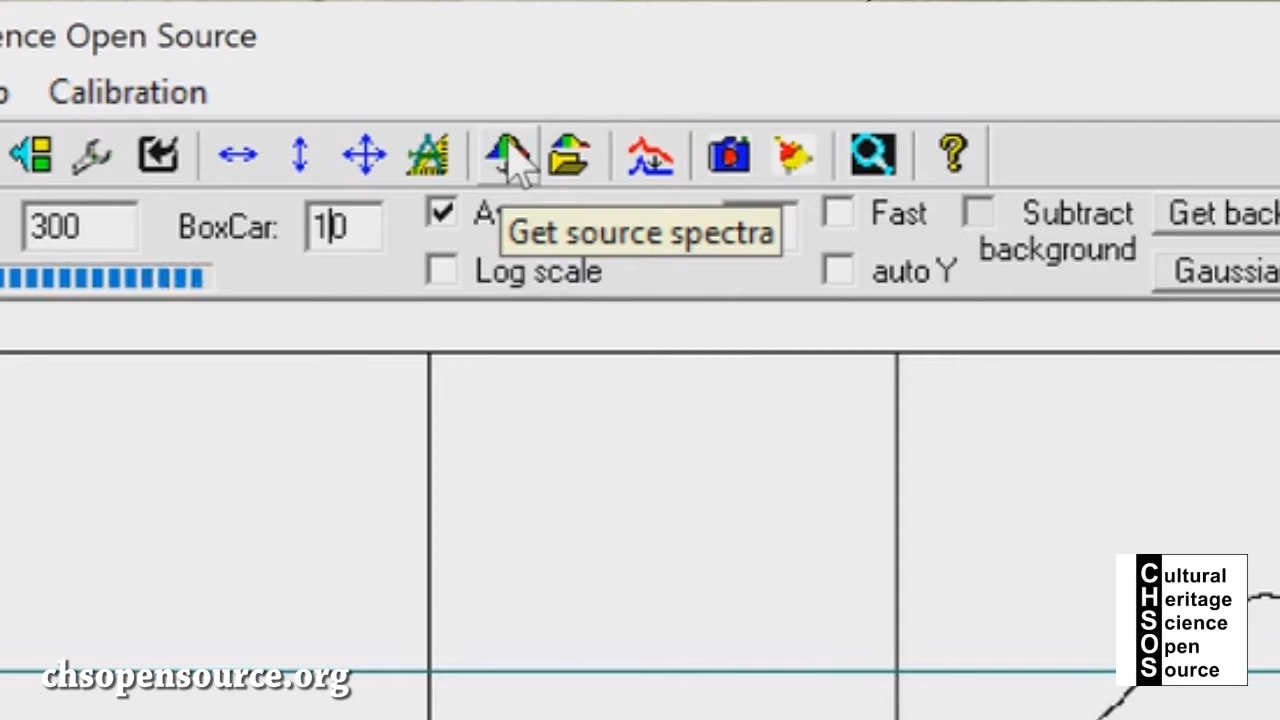 ence Open Source
Calibration
300 BoxCar: 10 Fast Subtract background Get back
Get source spectra
Log scale auto Y Gaussia
Cultural
Heritage
Science
Open
Source
chsopensource.org